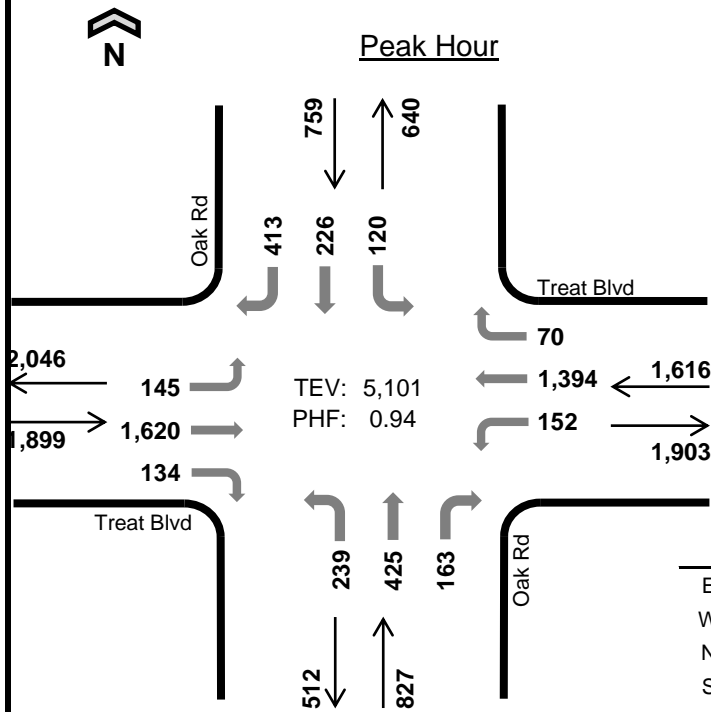 N
Peak Hour
759
640
Oak Rd
413
226
120
Treat Blvd
70
2,046
145
TEV: 5,101
1,394
1,616
1,899
1,620
PHF: 0.94
152
1,903
134
Treat Blvd
239
425
163
Oak Rd
512
827
E
W
N
S